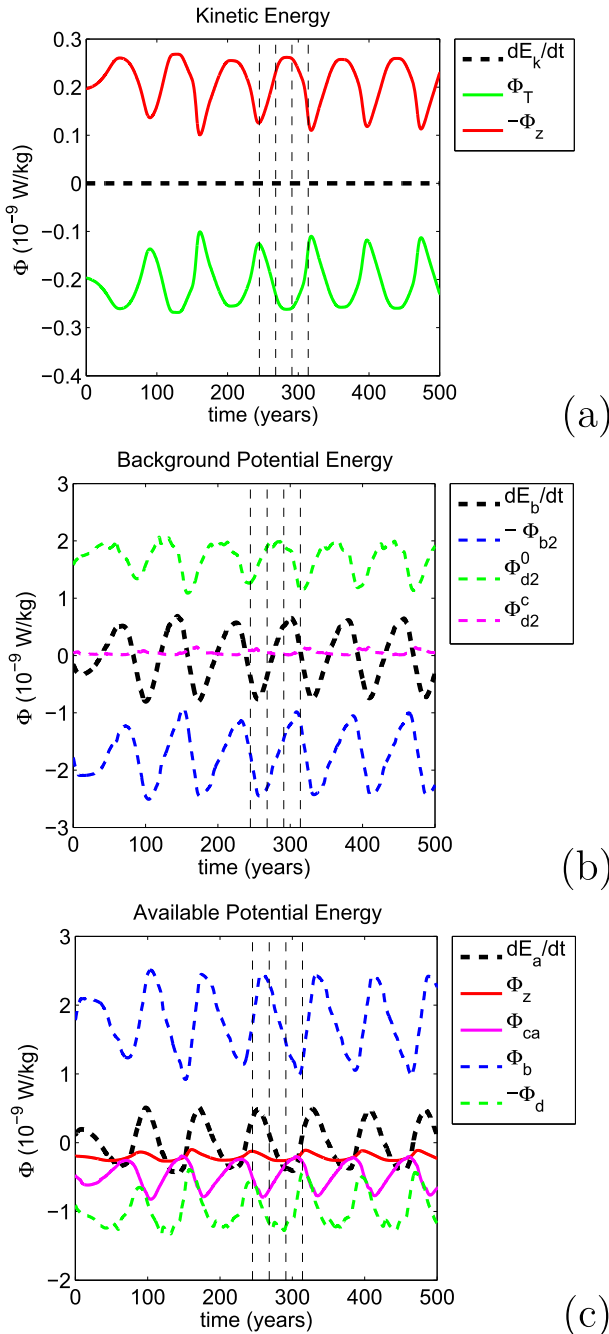 Kinetic Energy
0.3
0.2
0.1
0
−0.1
−0.2
−0.3
−0.4
Φ (10⁻⁹ W/kg)
0 100 200 300 400 500
time (years)
dE_k/dt
Φ_T
−Φ_z
(a)
Background Potential Energy
3
2
1
0
−1
−2
−3
Φ (10⁻⁹ W/kg)
0 100 200 300 400 500
time (years)
dE_b/dt
− Φ_b2
Φ_d2^0
Φ_d2^c
(b)
Available Potential Energy
3
2
1
0
−1
−2
Φ (10⁻⁹ W/kg)
0 100 200 300 400 500
time (years)
dE_a/dt
Φ_z
Φ_ca
Φ_b
−Φ_d
(c)